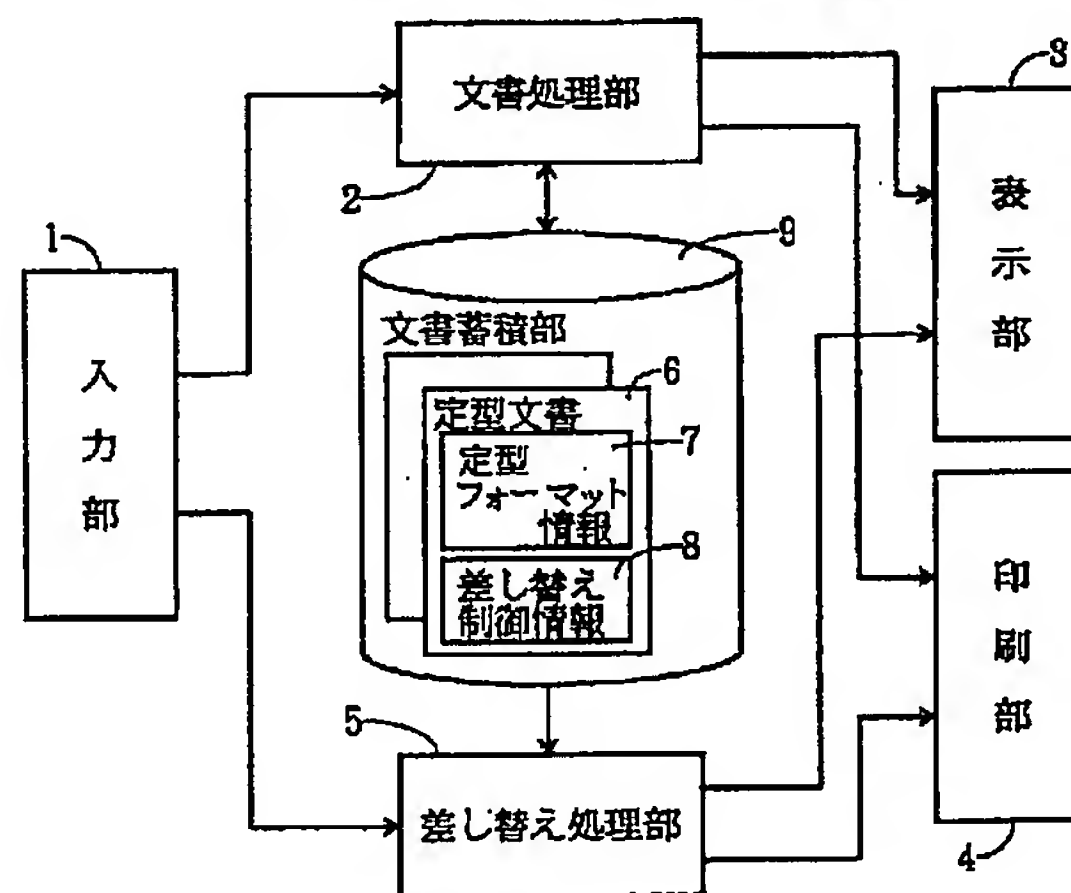 文書処理部
2
3
表示部
1
入力部
9
文書蓄積部
6
定型文書
7
定型
フォーマット
情報
8
差し替え
制御情報
印刷部
4
5
差し替え処理部